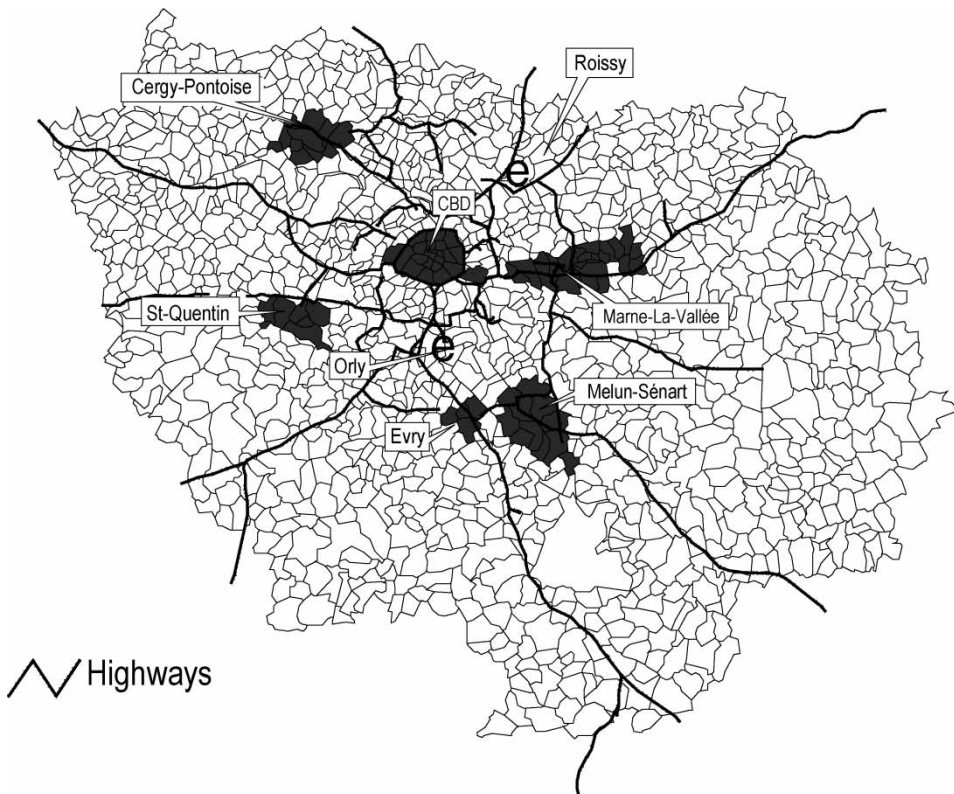 Roissy
Cergy-Pontoise
e
CBD
St-Quentin
Marne-La-Vallée
e
Orly
Melun-Sénart
Evry
Highways